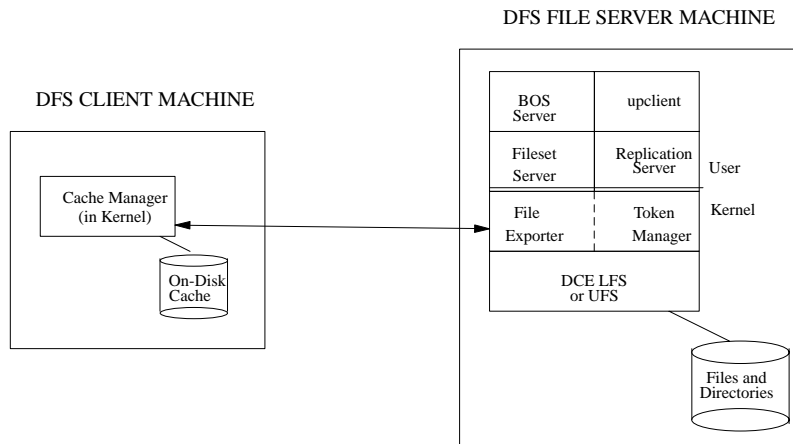 DFS FILE SERVER MACHINE
DFS CLIENT MACHINE
BOS
Server
upclient
Fileset
Server
Replication
Server
User
Kernel
Cache Manager
(in Kernel)
File
Exporter
Token
Manager
On-Disk
Cache
DCE LFS
or UFS
Files and
Directories